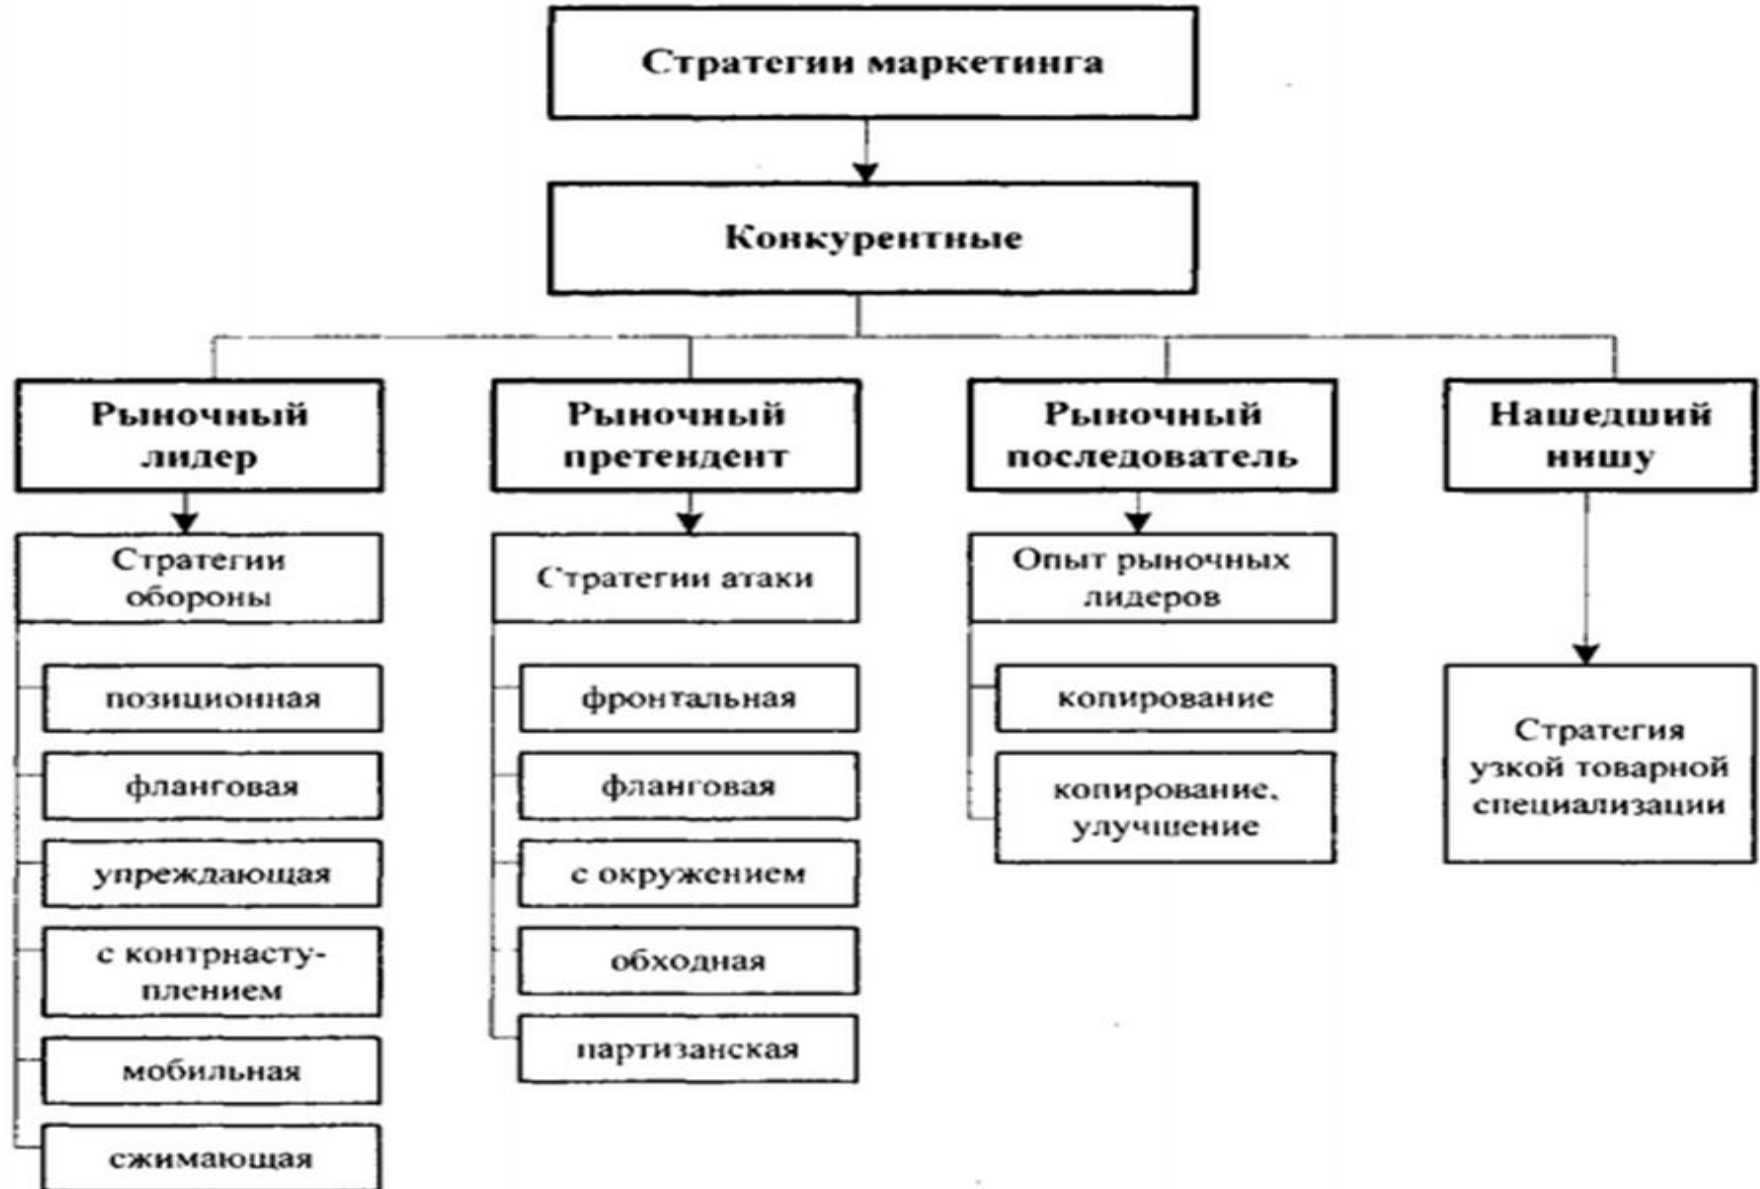 Стратегии маркетинга
Конкурентные
Рыночный
лидер
Стратегии
обороны
позиционная
фланговая
упреждающая
с контрнасту-
плением
мобильная
сжимающая
Рыночный
претендент
Стратегии атаки
фронтальная
фланговая
с окружением
обходная
партизанская
Рыночный
последователь
Опыт рыночных
лидеров
копирование
копирование,
улучшение
Нашедший
нишу
Стратегия
узкой товарной
специализации